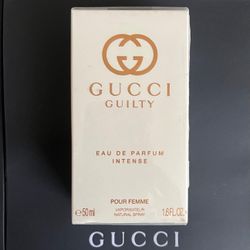 GUCCI
GUILTY
EAU DE PARFUM
INTENSE
POUR FEMME
VAPORISATEUR
NATURAL SPRAY
50ml
1.6FL.OZ.
GUCCI